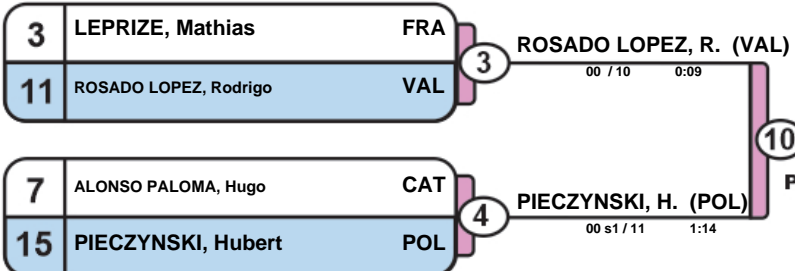 3 LEPRIZE, Mathias FRA
11 ROSADO LOPEZ, Rodrigo VAL
3
ROSADO LOPEZ, R. (VAL)
00 / 10 0:09
7 ALONSO PALOMA, Hugo CAT
15 PIECZYNSKI, Hubert POL
4
PIECZYNSKI, H. (POL)
00 s1 / 11 1:14
10
P